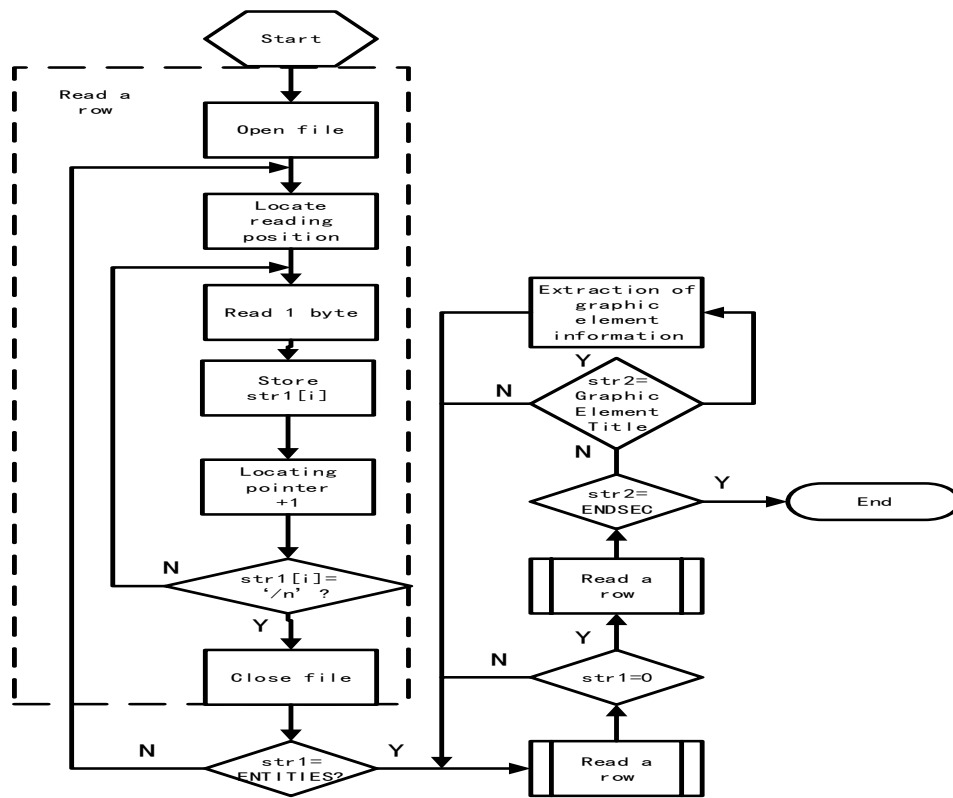 Start
Read a
row
Open file
Locate
reading
position
Read 1 byte
Store
str1[i]
Locating
pointer
+1
N
str1[i]=
‘/n’ ?
Y
Close file
N
str1=
ENTITIES?
Y
Read a
row
N
str1=0
Y
Read a
row
str2=
ENDSEC
Y
End
N
N
str2=
Graphic
Element
Title
Y
Extraction of
graphic
element
information